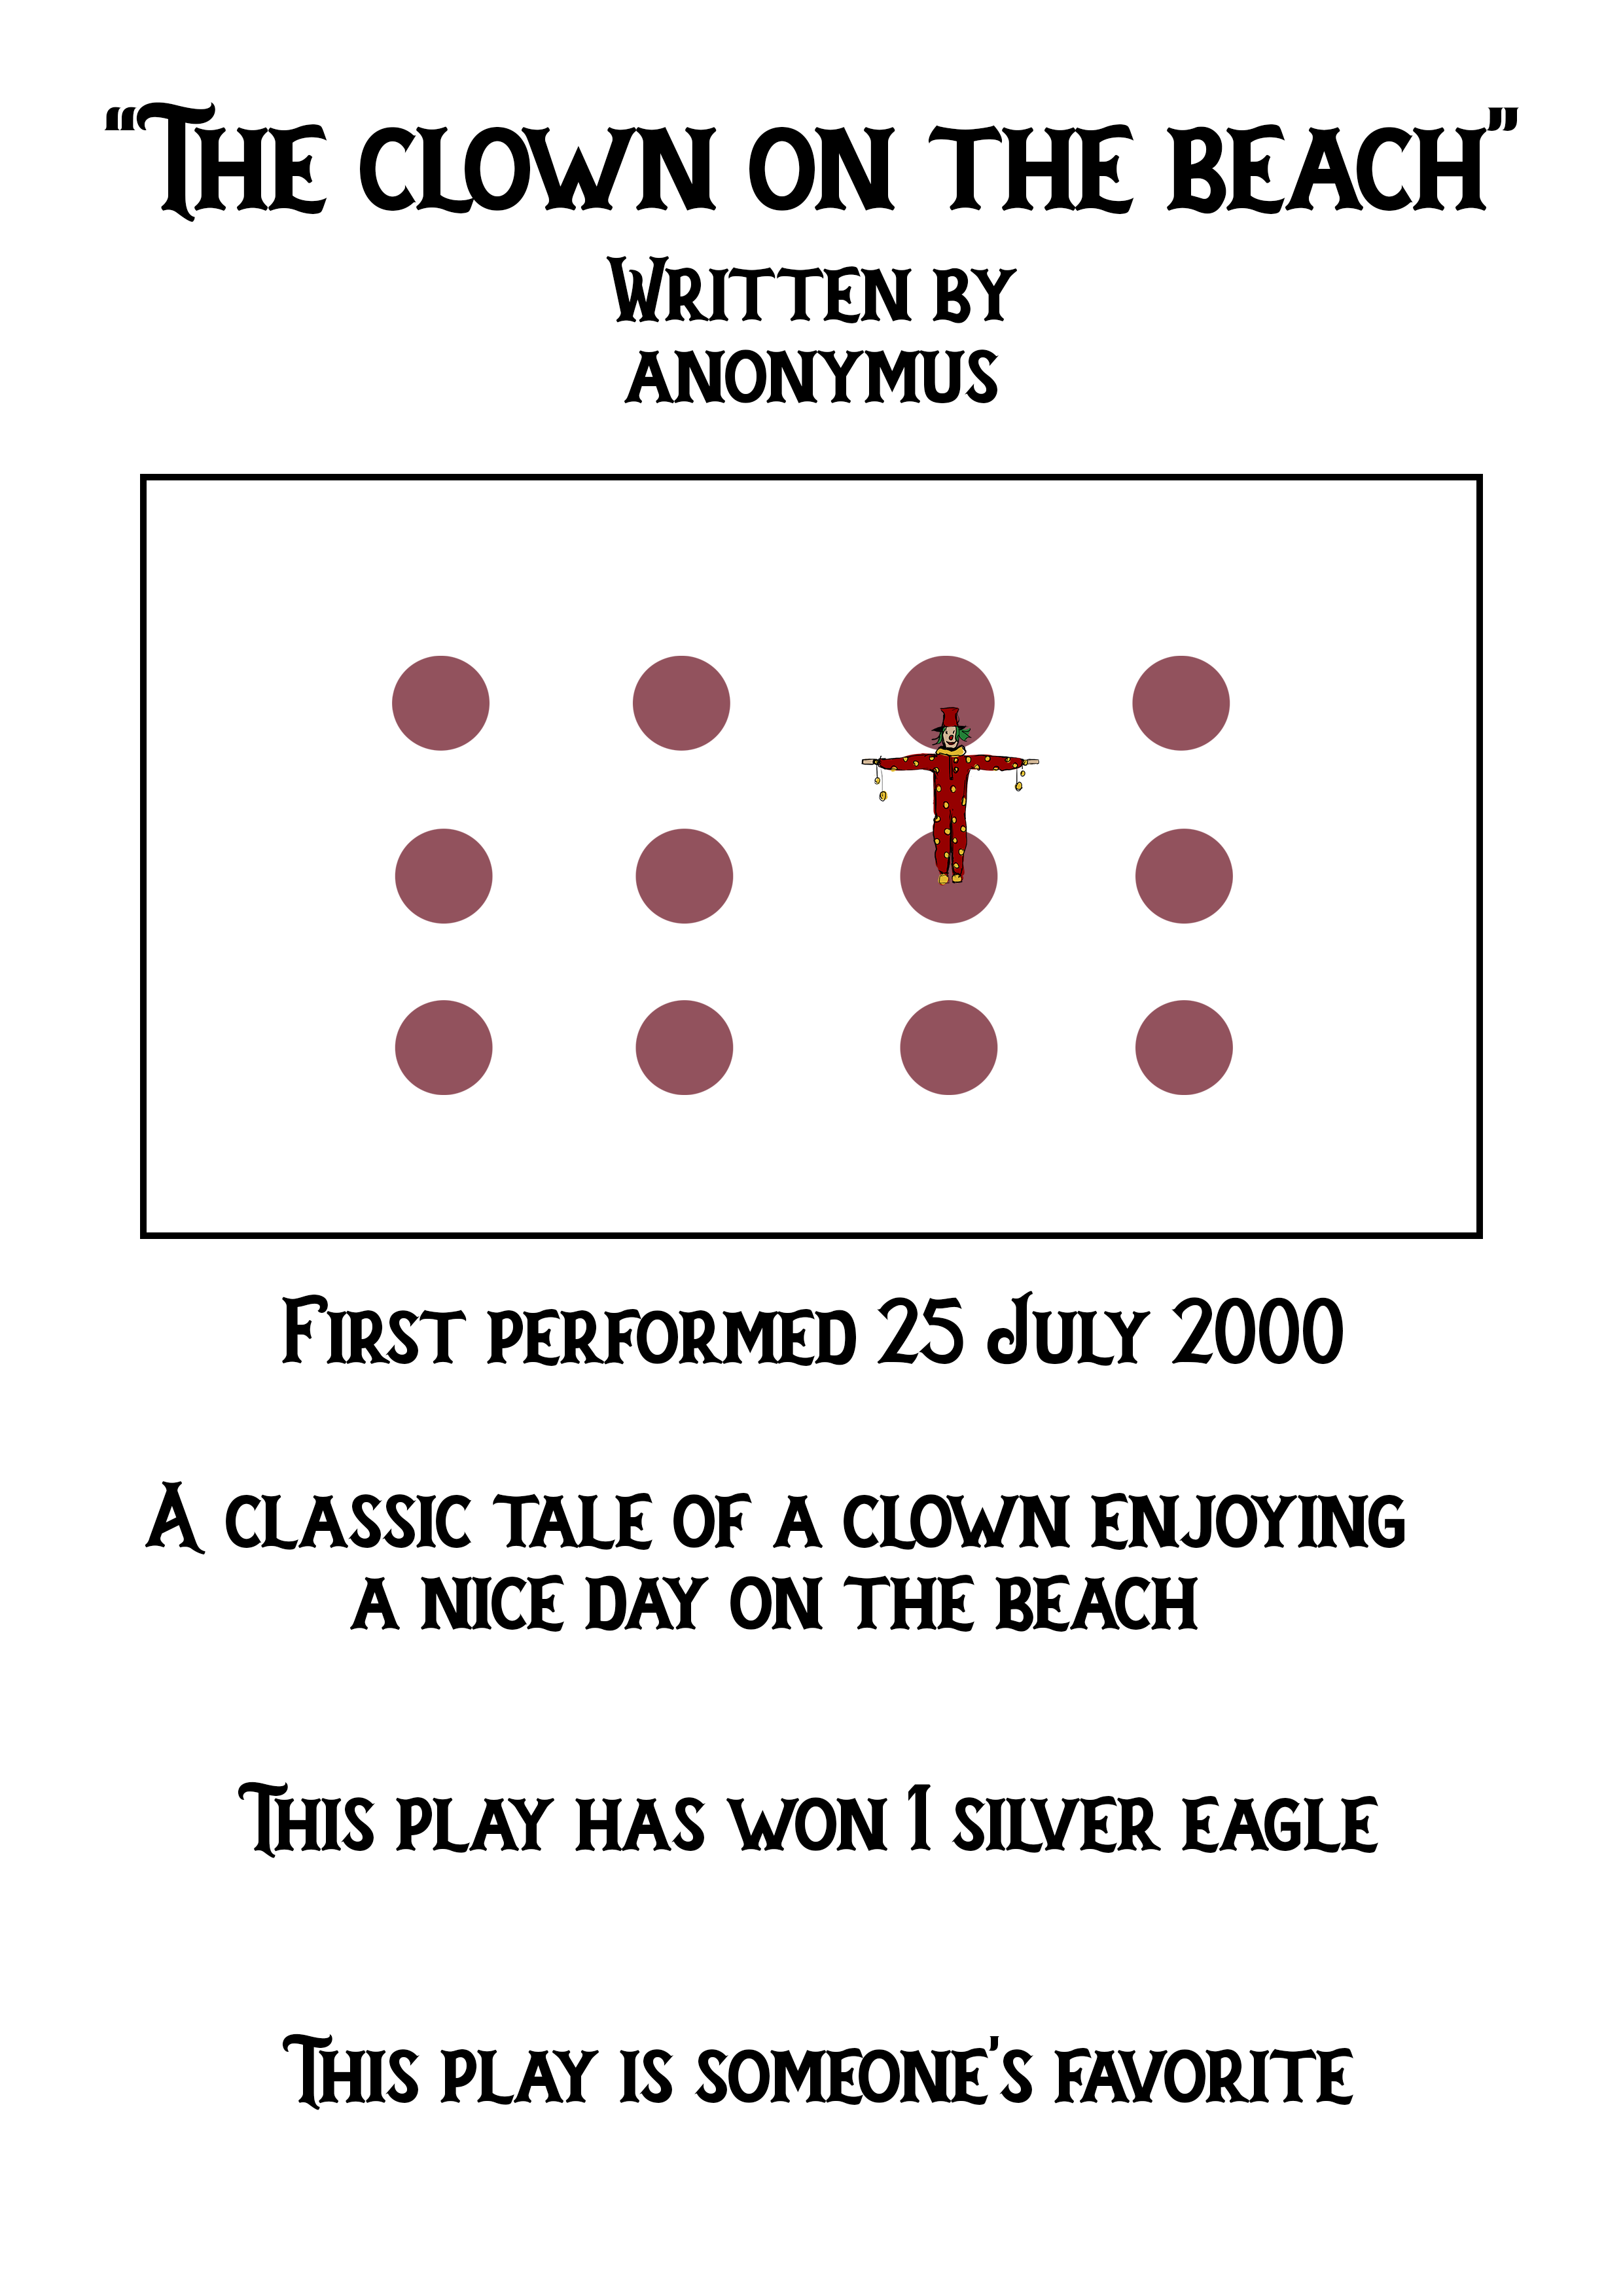 “The clown on the beach”
Written by
anonymus
First performed 25 July 2000
A classic tale of a clown enjoying
a nice day on the beach
This play has won 1 silver eagle
This play is someone's favorite